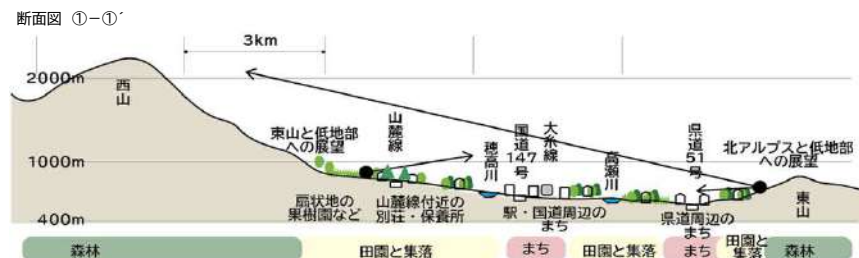 断面図 ①－①´
3km
2000m
西山
東山と低地部
への展望
山麓線
穂高川
国道147号
大糸線
高瀬川
県道51号
北アルプスと低地部
への展望
1000m
400m
扇状地の
果樹園など
山麓線付近の
別荘・保養所
駅・国道周辺の
まち
県道周辺の
まち
東山
森林
田園と集落
まち
田園と集落
まち
田園と
集落
森林